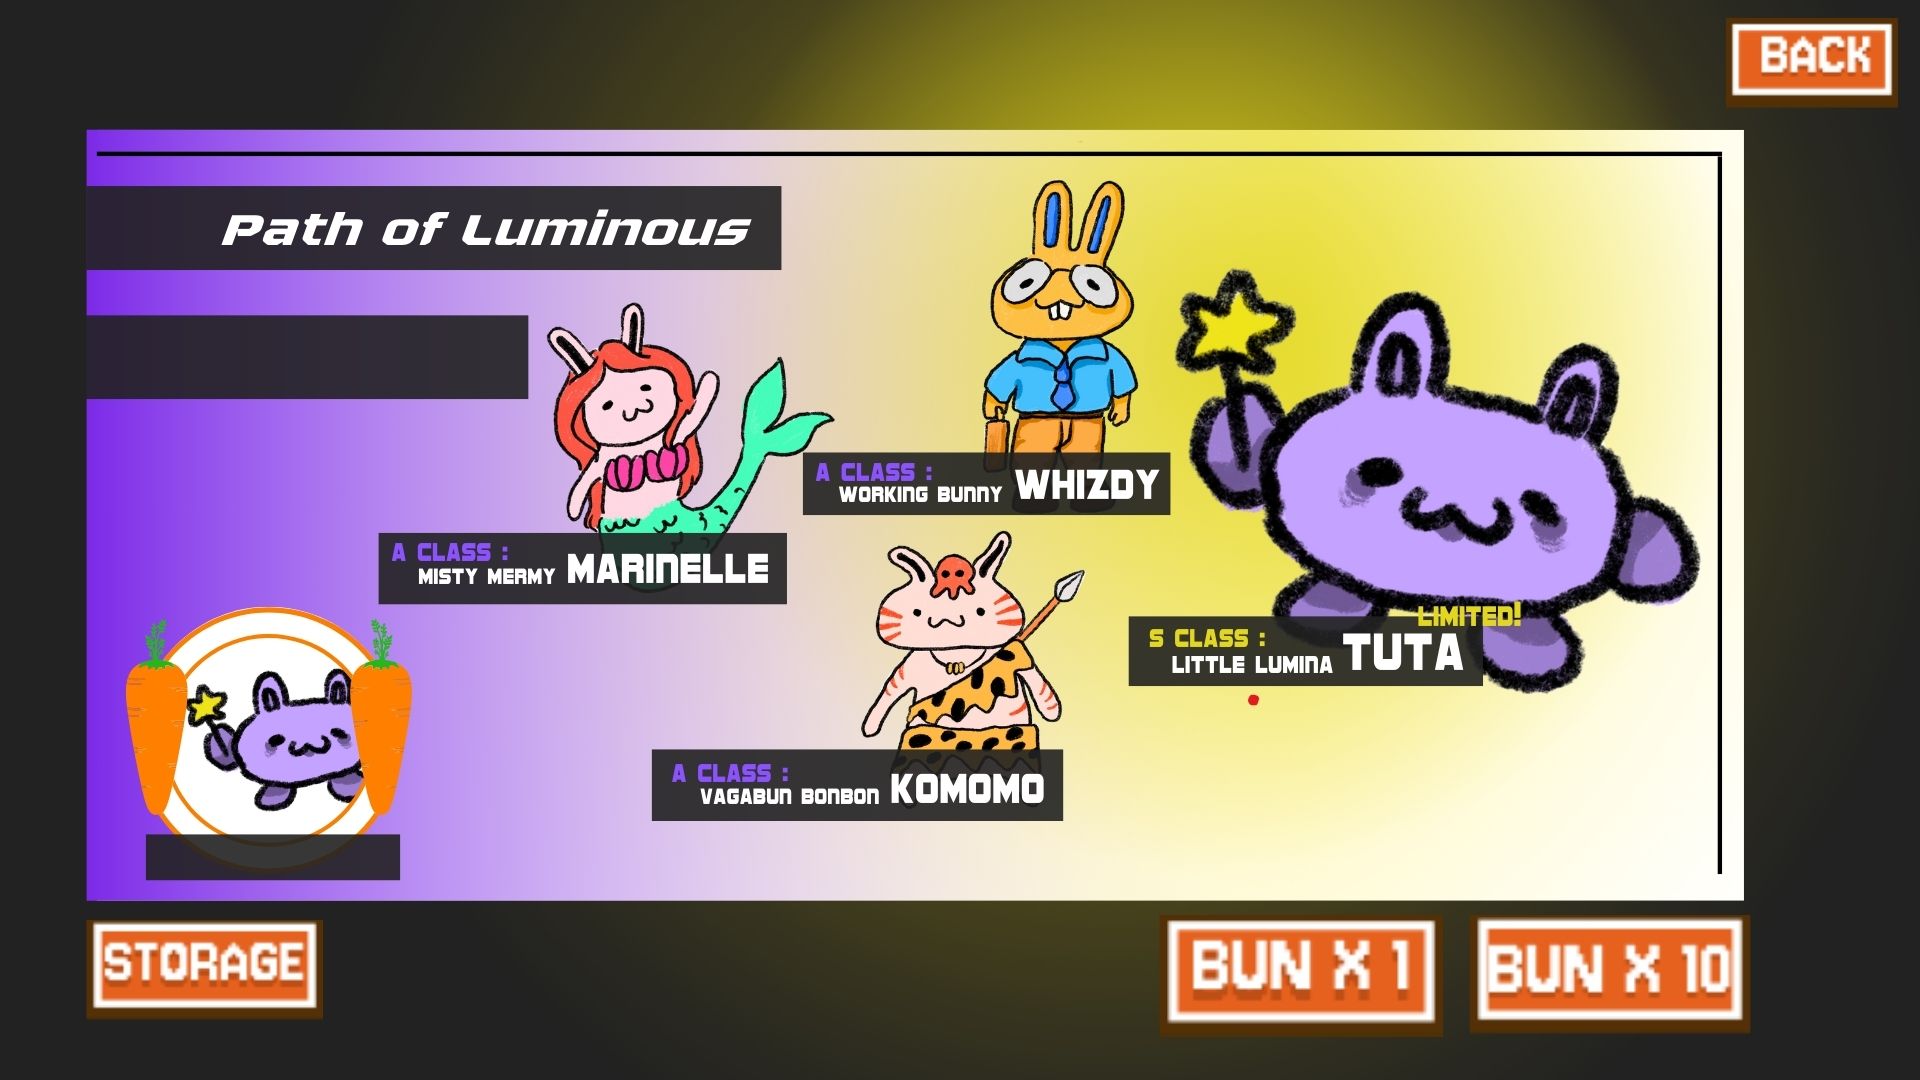 BACK
Path of Luminous
A CLASS :
WORKING BUNNY WHIZDY
A CLASS :
MISTY MERMY MARINELLE
LIMITED!
S CLASS :
LITTLE LUMINA TUTA
A CLASS :
VAGABUN BONBON KOMOMO
STORAGE
BUN X 1
BUN X 10